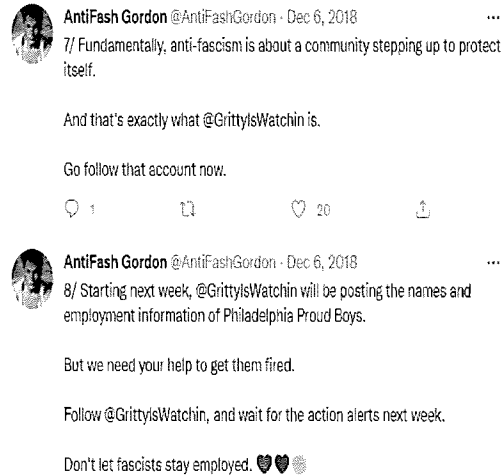 AntiFash Gordon @AntiFashGordon · Dec 6, 2018 ...
7/ Fundamentally, anti-fascism is about a community stepping up to protect
itself.
And that's exactly what @GrittyIsWatchin is.
Go follow that account now.
1 20
AntiFash Gordon @AntiFashGordon · Dec 6, 2018 ...
8/ Starting next week, @GrittyIsWatchin will be posting the names and
employment information of Philadelphia Proud Boys.
But we need your help to get them fired.
Follow @GrittyIsWatchin, and wait for the action alerts next week.
Don't let fascists stay employed.